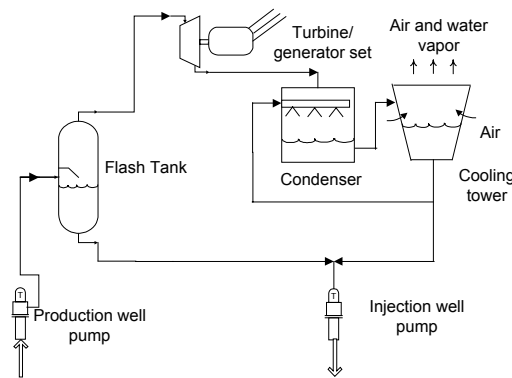 Turbine/
generator set
Air and water
vapor
Flash Tank
Air
Condenser
Cooling
tower
T
Production well
pump
T
Injection well
pump